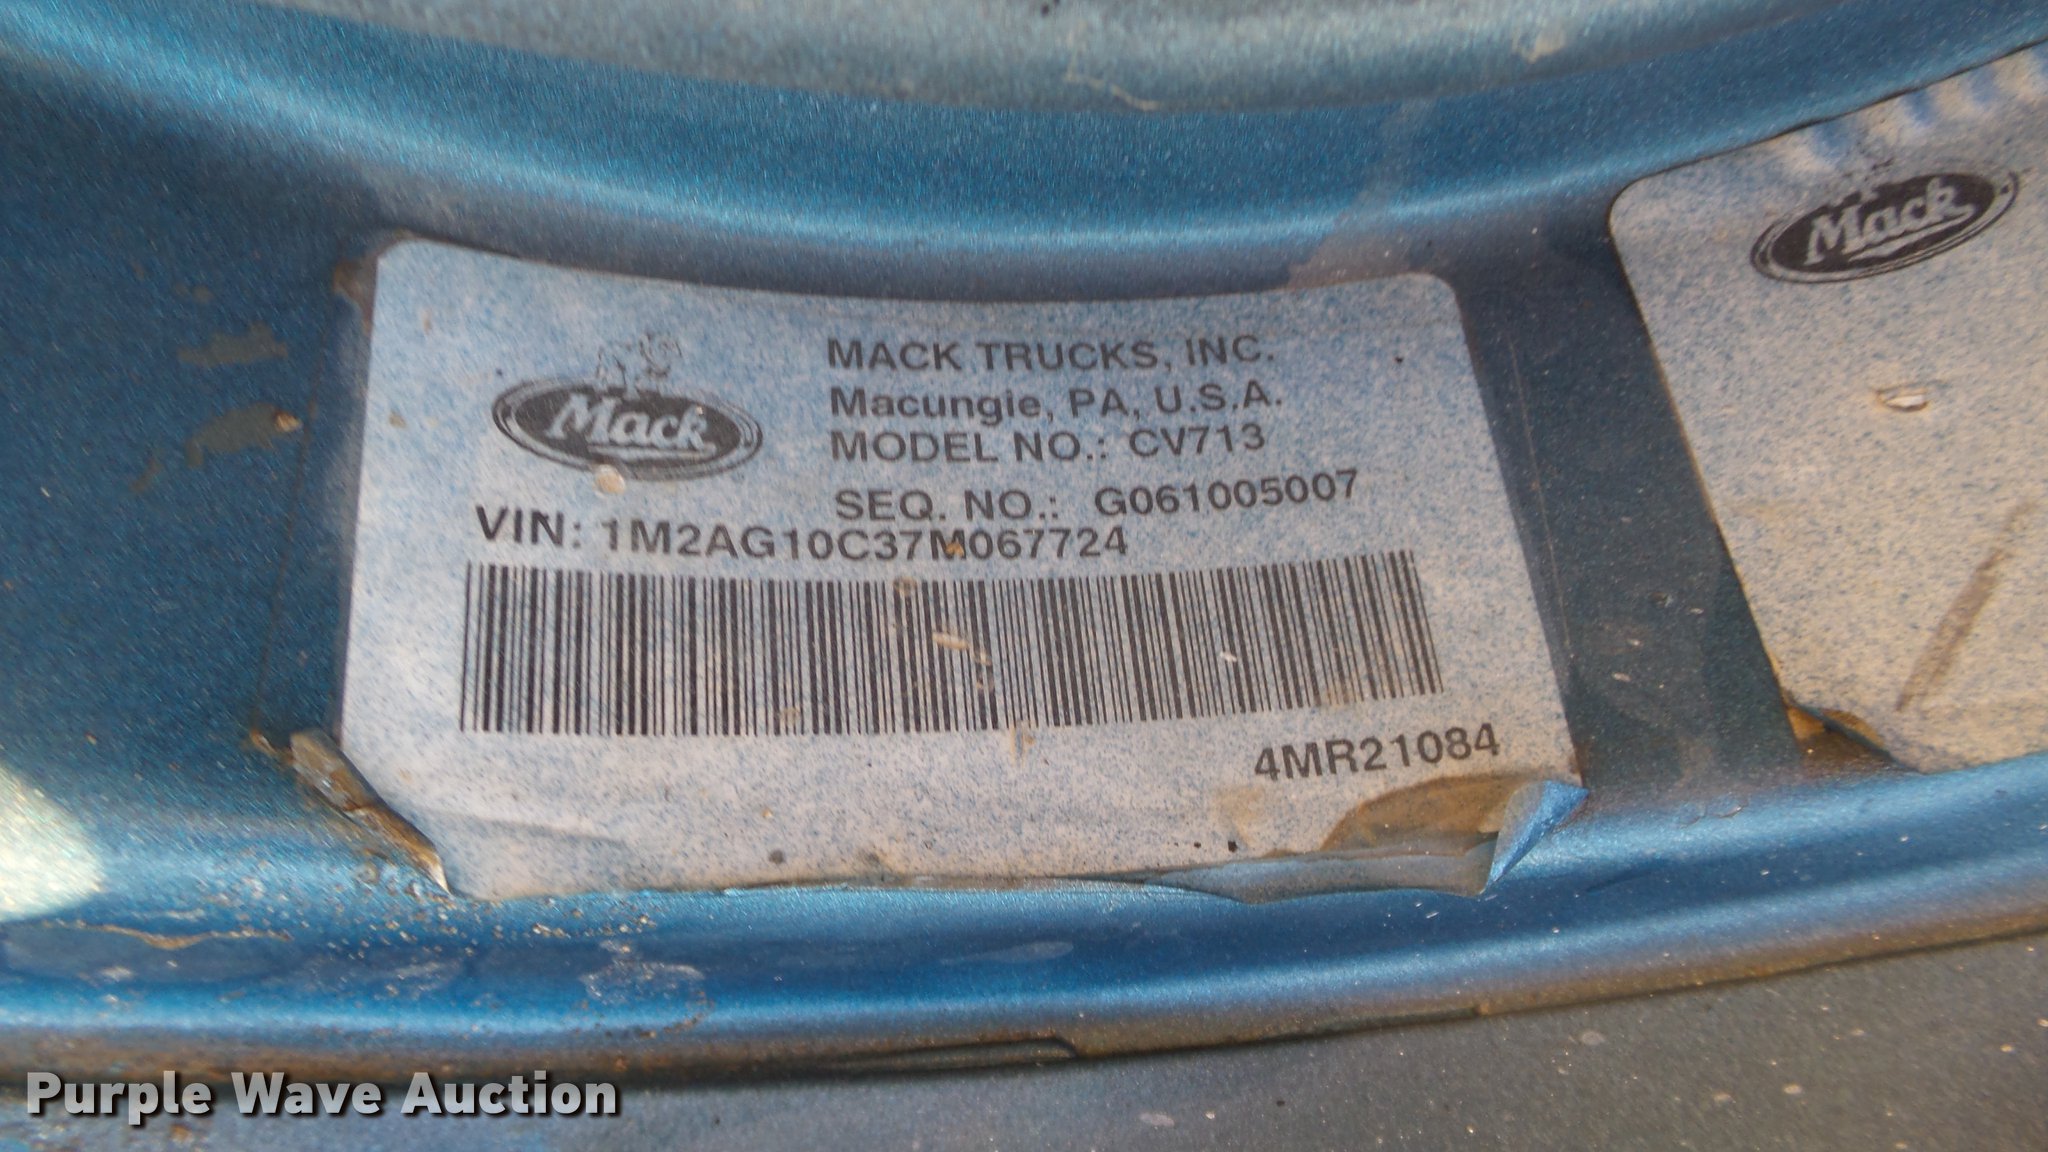 Mack
MACK TRUCKS, INC.
Macungie, PA, U.S.A.
MODEL NO.: CV713
SEQ. NO.: G061005007
VIN: 1M2AG10C37M067724
4MR21084
Mack
Purple Wave Auction